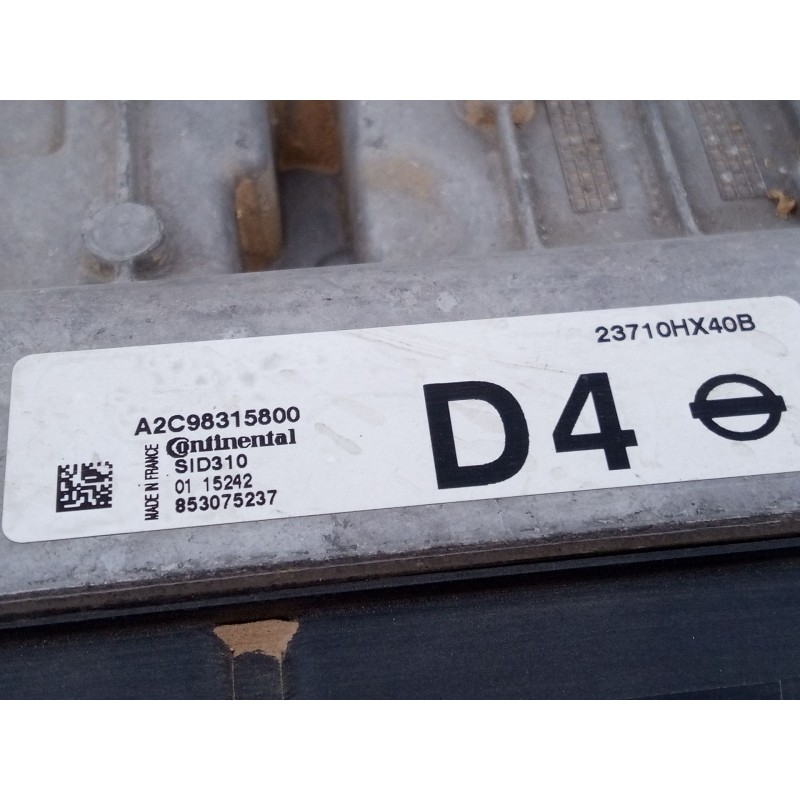 23710HX40B
D4
A2C98315800
Continental
SID310
01 15242
853075237
MADE IN FRANCE